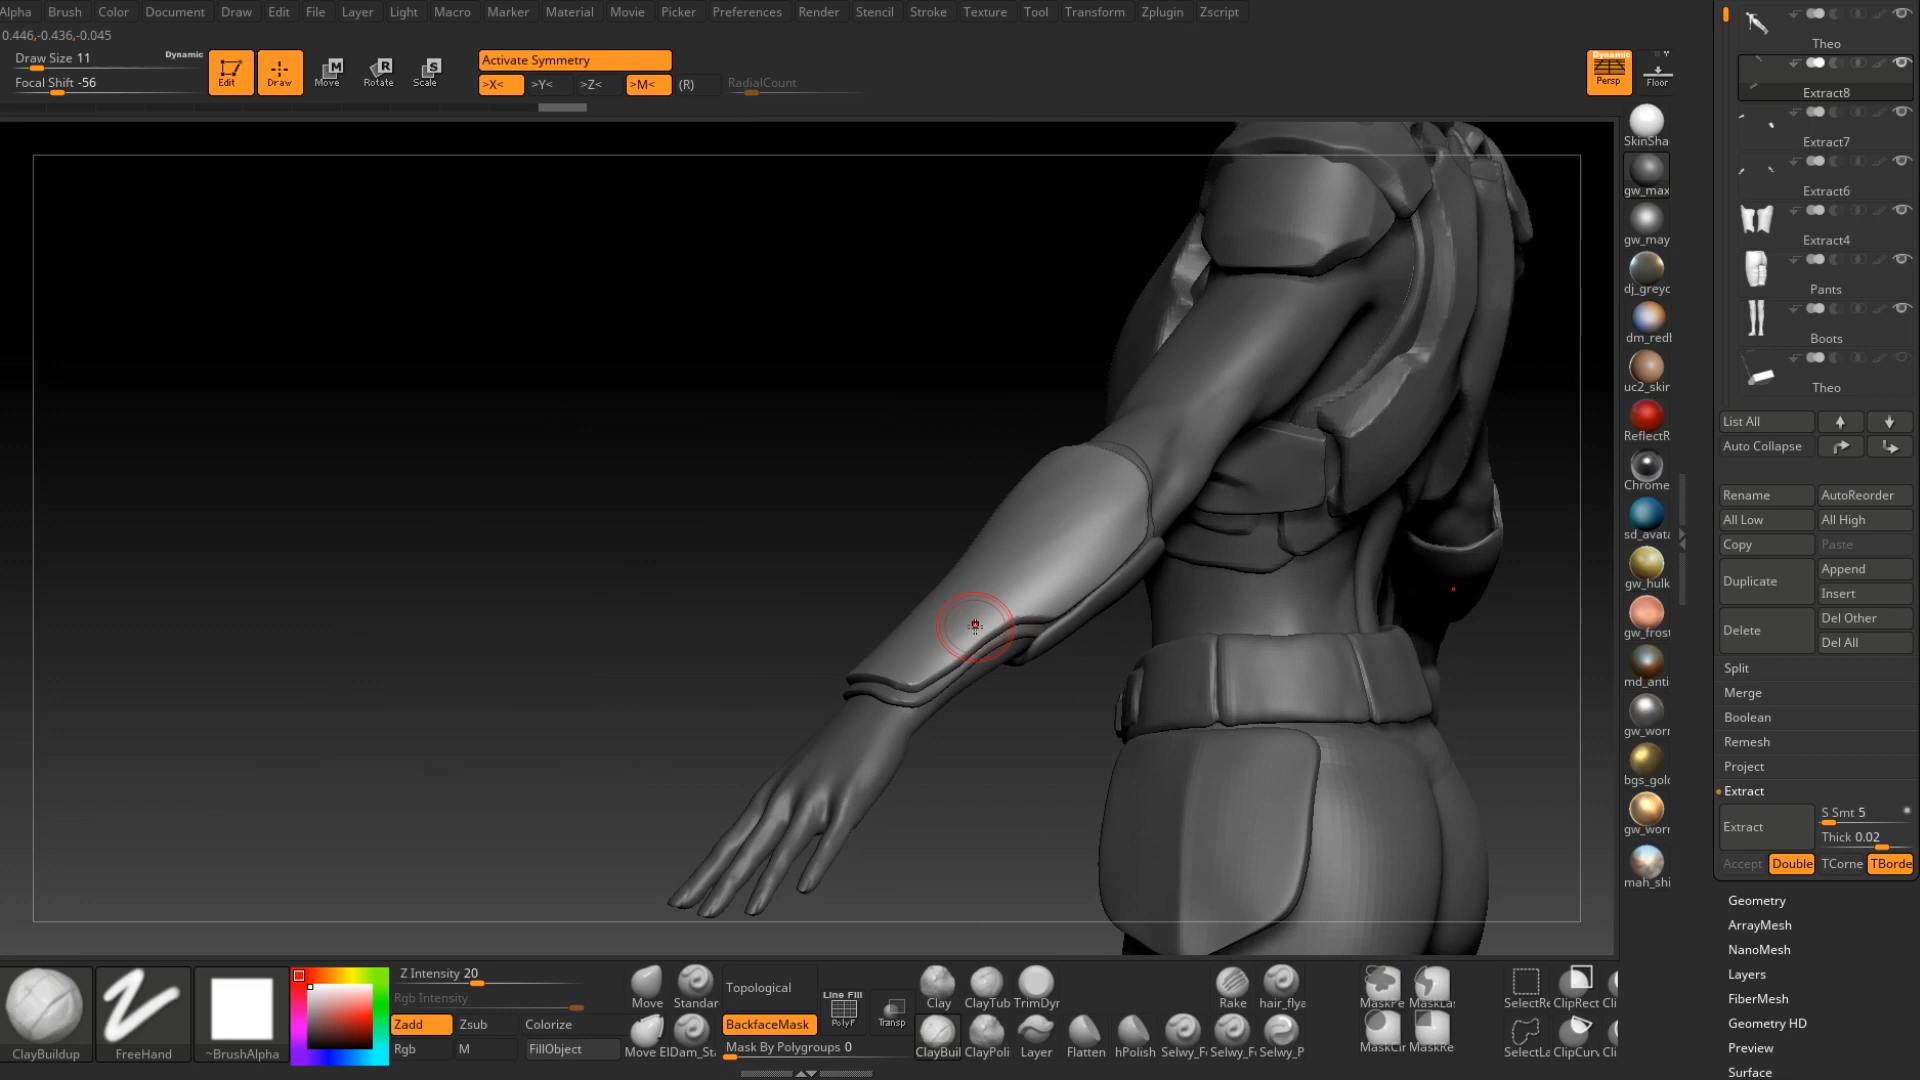 Alpha Brush Color Document Draw Edit File Layer Light Macro Marker Material Movie Picker Preferences Render Stencil Stroke Texture Tool Transform Zplugin Zscript
0.446,-0.436,-0.045
Draw Size 11 Dynamic
Focal Shift -56
Edit Draw Move Rotate Scale
M R S
Activate Symmetry
>X< >Y< >Z< >M< (R) RadialCount
Dynamic
Persp Floor
SkinSha
gw_max
gw_may
dj_greyc
dm_redl
uc2_skin
ReflectR
Chrome
sd_avata
gw_hulk
gw_frost
md_anti
gw_worn
bgs_gold
gw_worn
mah_shi
Theo
Extract8
Extract7
Extract6
Extract4
Pants
Boots
Theo
List All
Auto Collapse
Rename AutoReorder
All Low All High
Copy Paste
Duplicate Append
Insert
Delete Del Other
Del All
Split
Merge
Boolean
Remesh
Project
Extract
Extract S Smt 5
Thick 0.02
Accept Double TCorne TBorde
Geometry
ArrayMesh
NanoMesh
Layers
FiberMesh
Geometry HD
Preview
Surface
ClayBuildup FreeHand ~BrushAlpha
Z Intensity 20
Rgb Intensity
Zadd Zsub Colorize
Rgb M FillObject
Move Standar
Move ElDam_St
Topological
BackfaceMask
Mask By Polygroups 0
Line Fill
PolyF Transp
Clay ClayTub TrimDyn
ClayBuil ClayPoli Layer Flatten hPolish Selwy_F Selwy_F Selwy_P
Rake hair_flya
MaskPe MaskLas
MaskCir MaskRe
SelectRe ClipRect Cli
SelectLa ClipCurv Cli